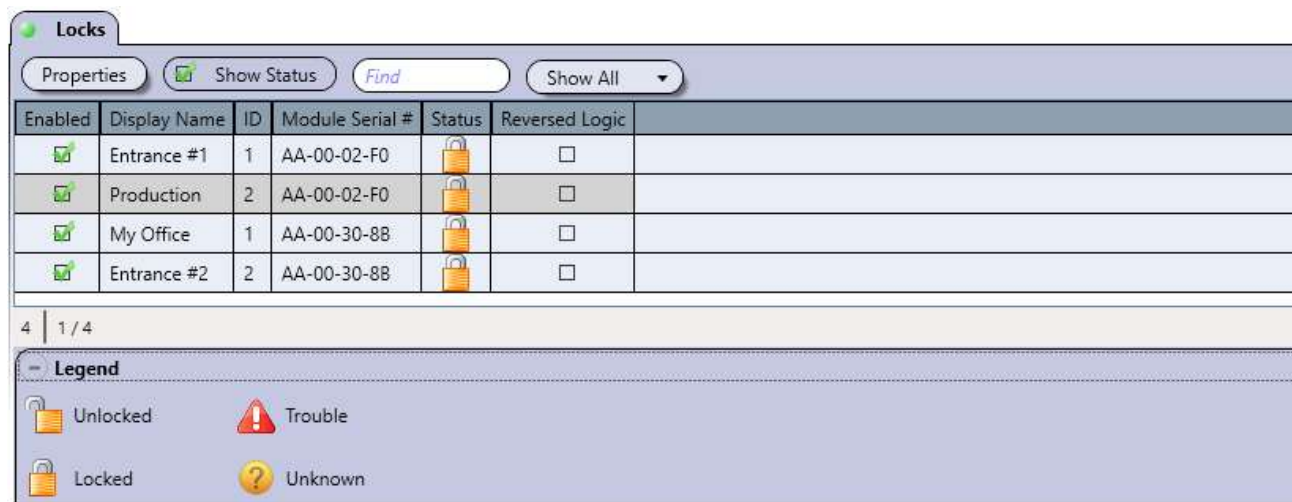 Locks
Properties Show Status Find Show All
Enabled Display Name ID Module Serial # Status Reversed Logic
Entrance #1 1 AA-00-02-F0
Production 2 AA-00-02-F0
My Office 1 AA-00-30-8B
Entrance #2 2 AA-00-30-8B
4 1 / 4
Legend
Unlocked Trouble
Locked Unknown